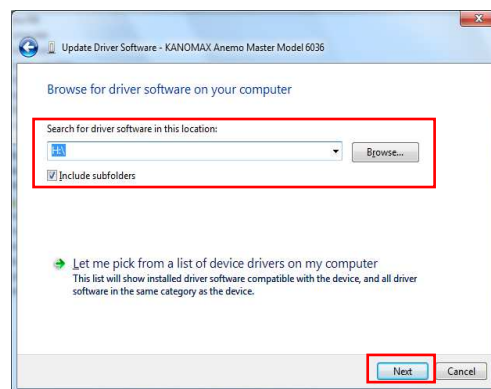 X
Update Driver Software - KANOMAX Anemo Master Model 6036
Browse for driver software on your computer
Search for driver software in this location:
H:\
Browse...
Include subfolders
Let me pick from a list of device drivers on my computer
This list will show installed driver software compatible with the device, and all driver
software in the same category as the device.
Next Cancel